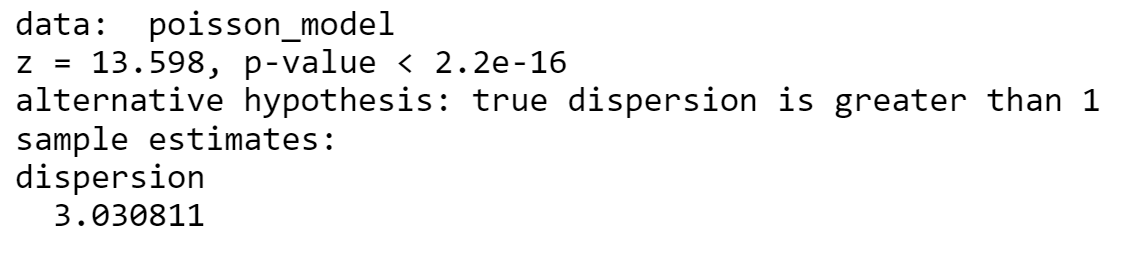 data:  poisson_model
z = 13.598, p-value < 2.2e-16
alternative hypothesis: true dispersion is greater than 1
sample estimates:
dispersion
  3.030811